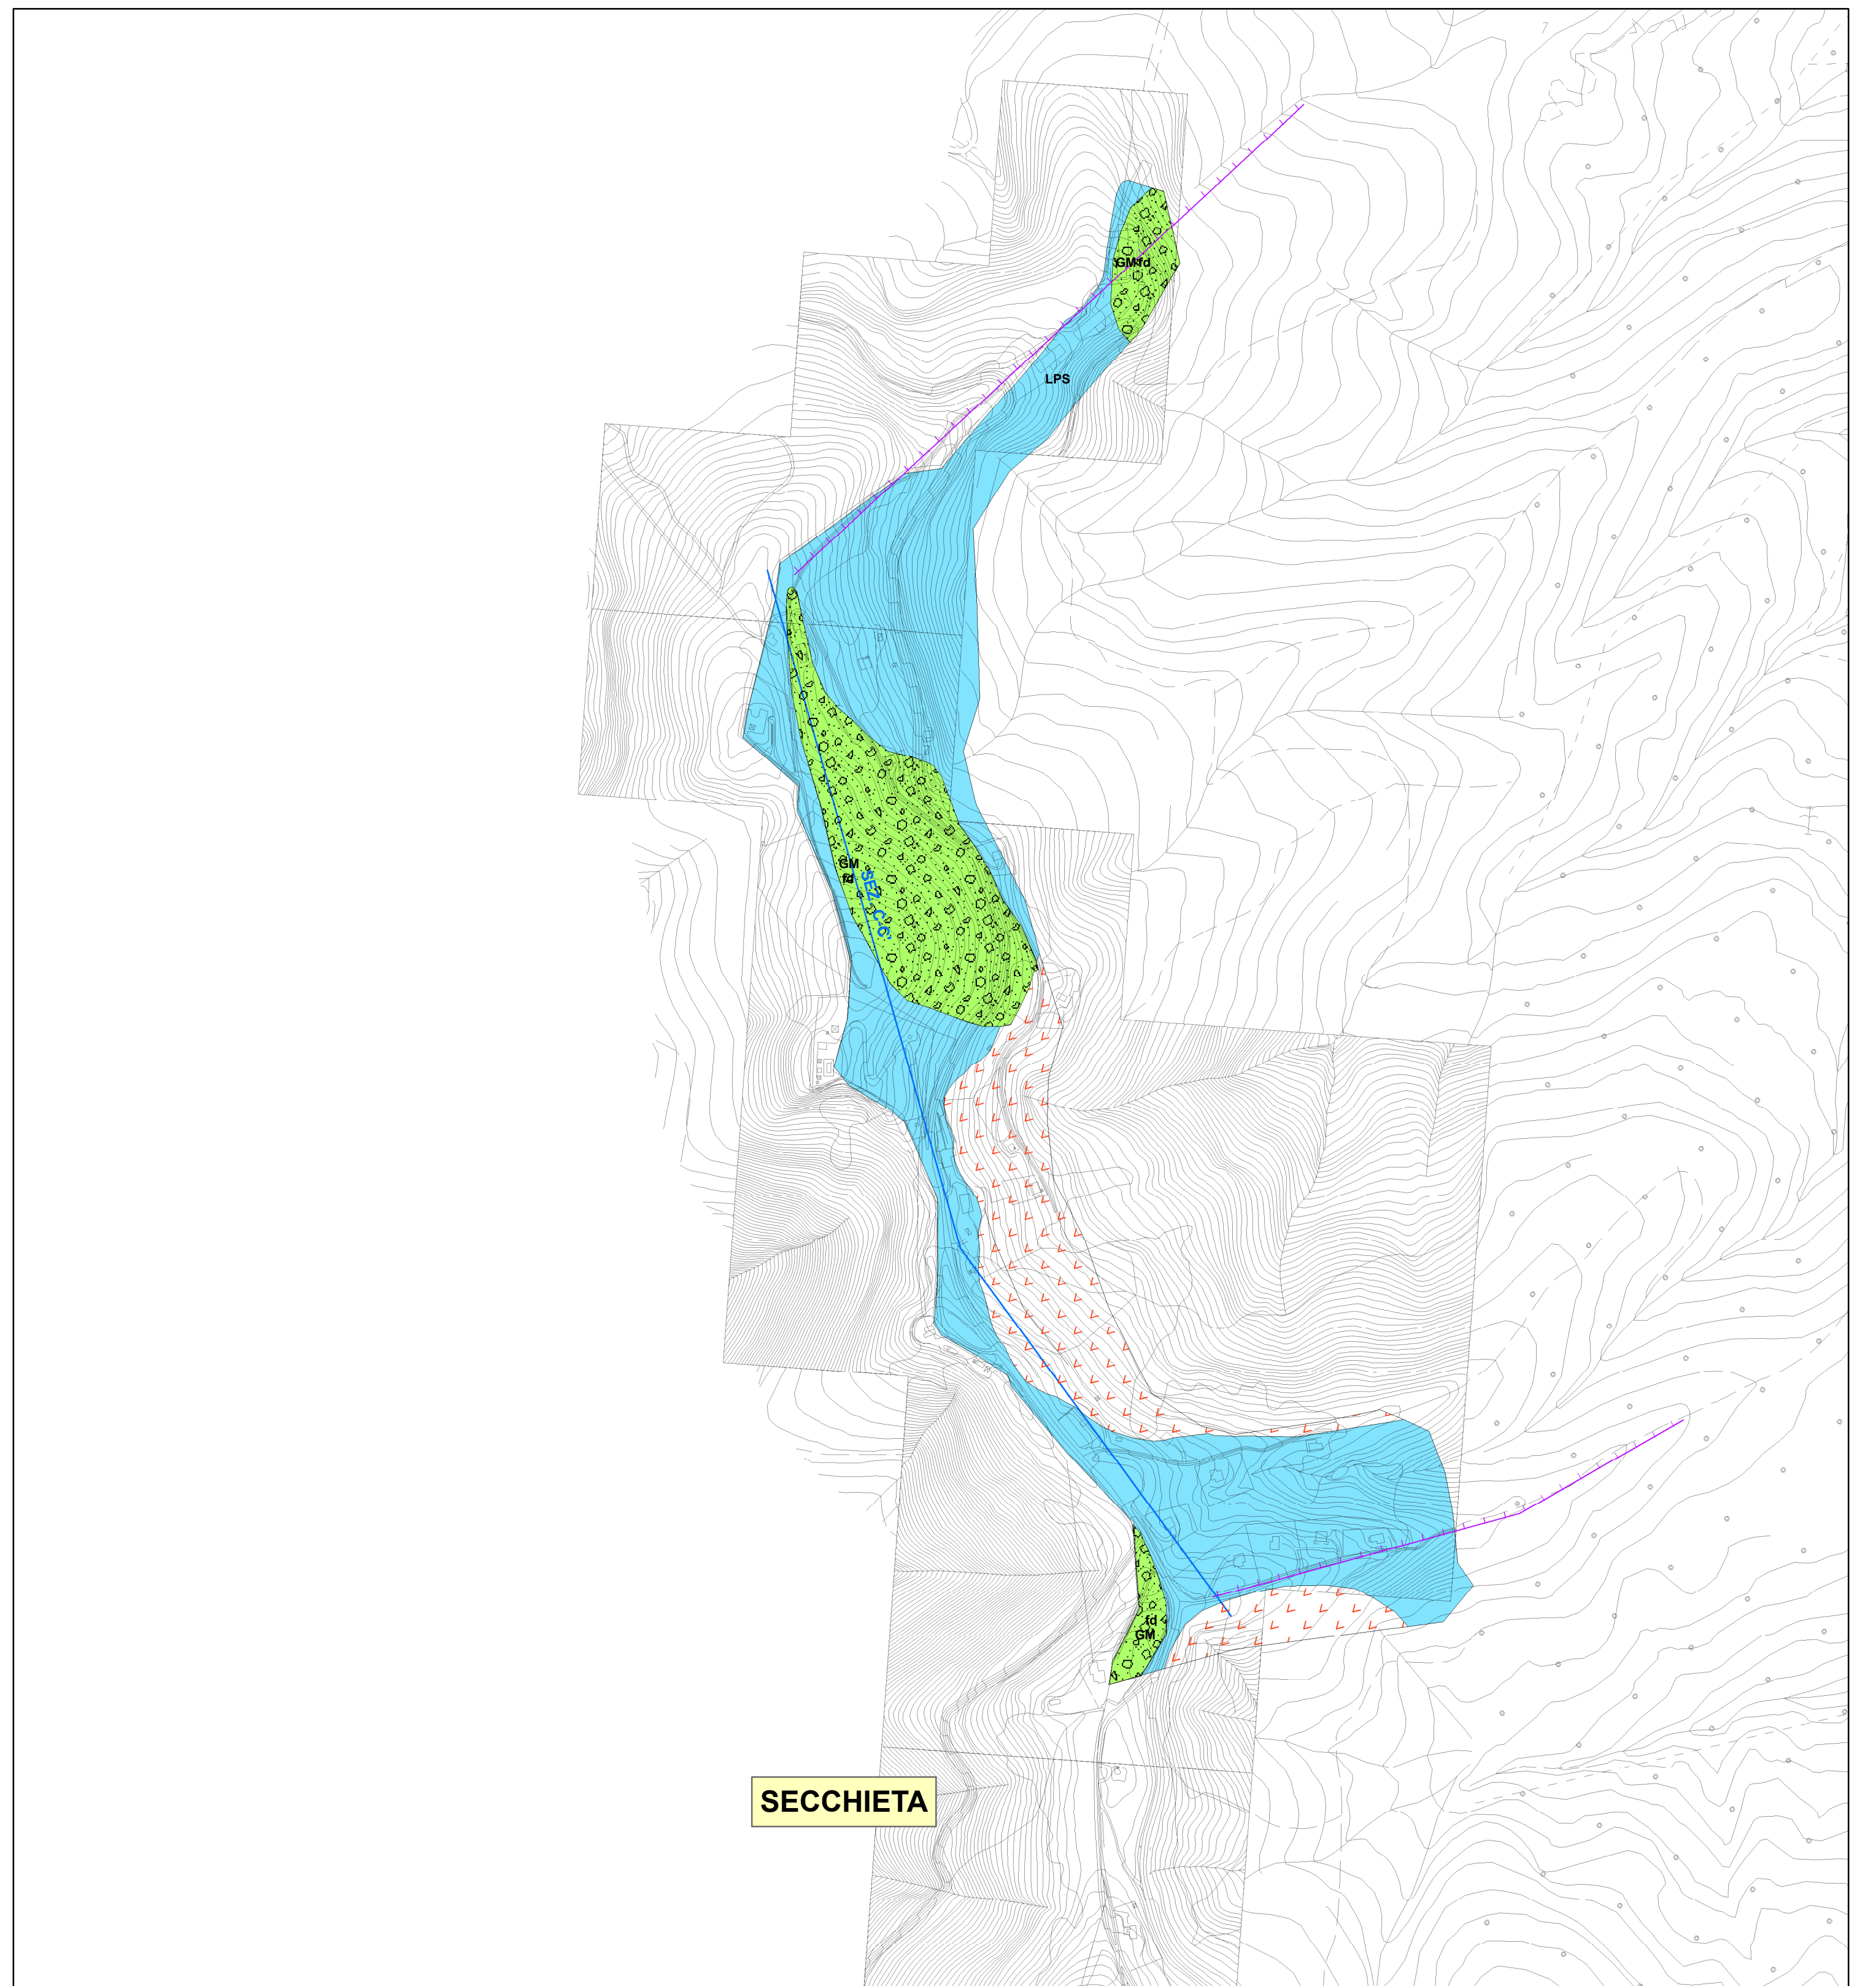 GM fd
LPS
GM
fd
SEZ. C-C'
fd
GM
SECCHIETA